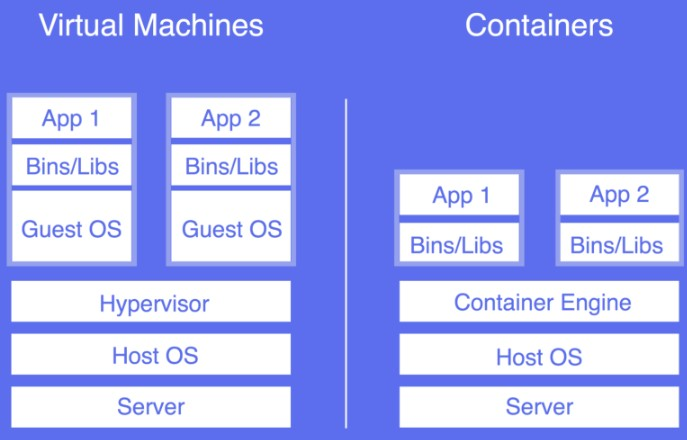 Virtual Machines
App 1
Bins/Libs
Guest OS
App 2
Bins/Libs
Guest OS
Hypervisor
Host OS
Server
Containers
App 1
Bins/Libs
App 2
Bins/Libs
Container Engine
Host OS
Server